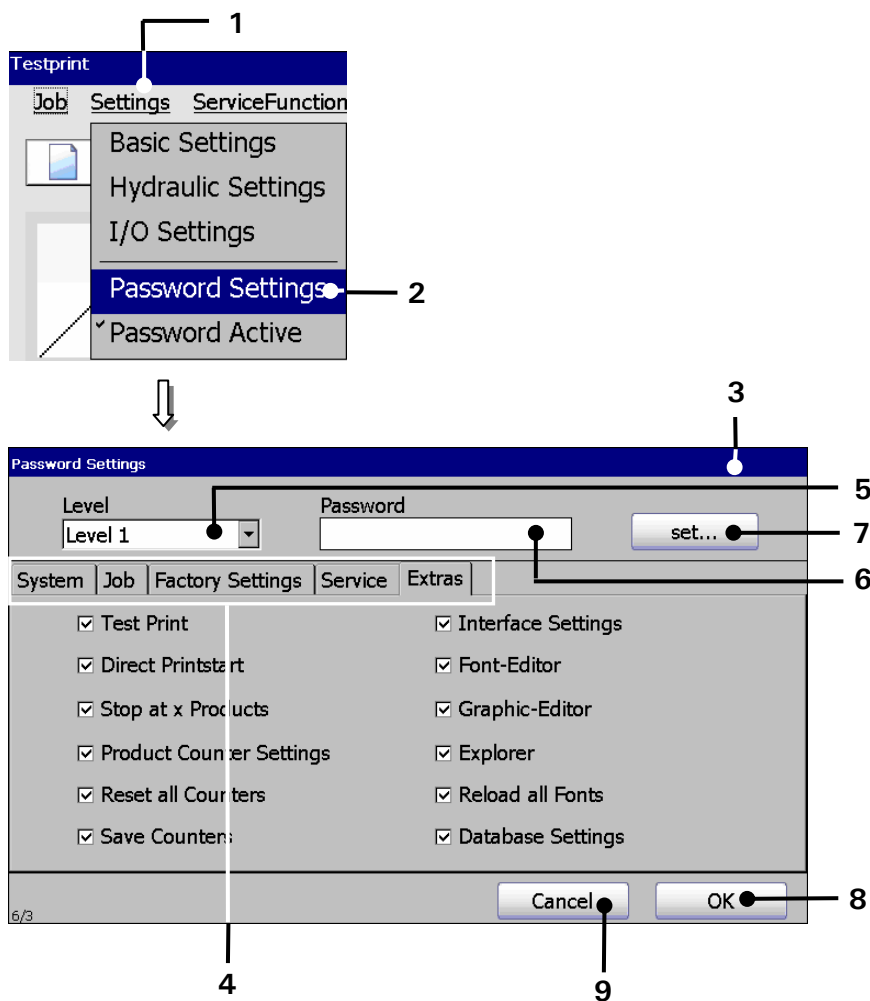 1
Testprint
Job Settings ServiceFunction
Basic Settings
Hydraulic Settings
I/O Settings
Password Settings
2
Password Active
3
Password Settings
5
Level Password
Level 1 set... 7
6
System Job Factory Settings Service Extras
Test Print Interface Settings
Direct Printstart Font-Editor
Stop at x Products Graphic-Editor
Product Counter Settings Explorer
Reset all Counters Reload all Fonts
Save Counters Database Settings
Cancel OK 8
6/3
4 9